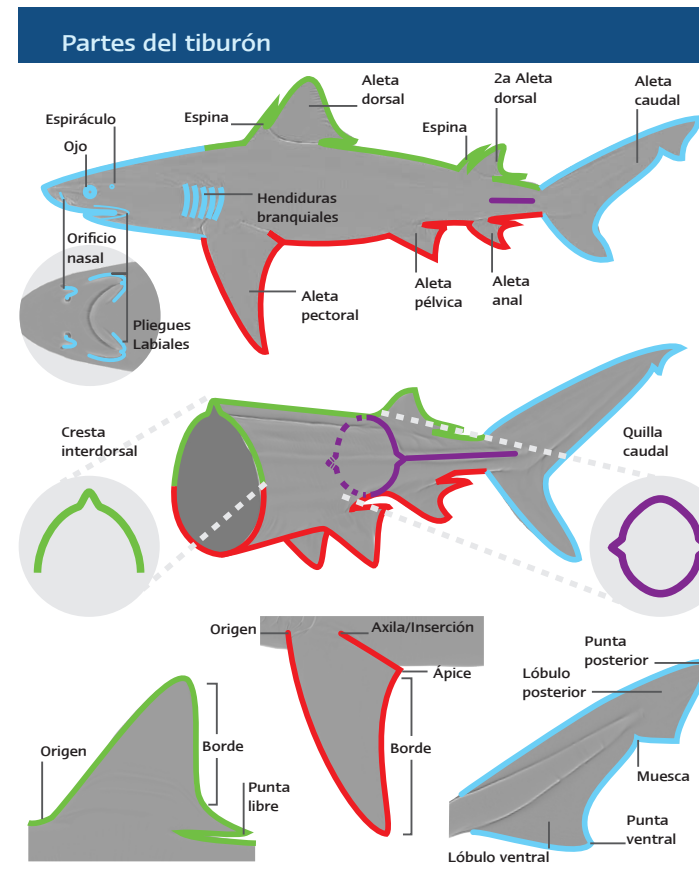 Partes del tiburón
Aleta
dorsal
2a Aleta
dorsal
Aleta
caudal
Espiráculo
Espina
Espina
Ojo
Hendiduras
branquiales
Orificio
nasal
Aleta
pectoral
Aleta
pélvica
Aleta
anal
Pliegues
Labiales
Cresta
interdorsal
Quilla
caudal
Origen
Axila/Inserción
Ápice
Borde
Origen
Borde
Punta
libre
Punta
posterior
Lóbulo
posterior
Muesca
Punta
ventral
Lóbulo ventral